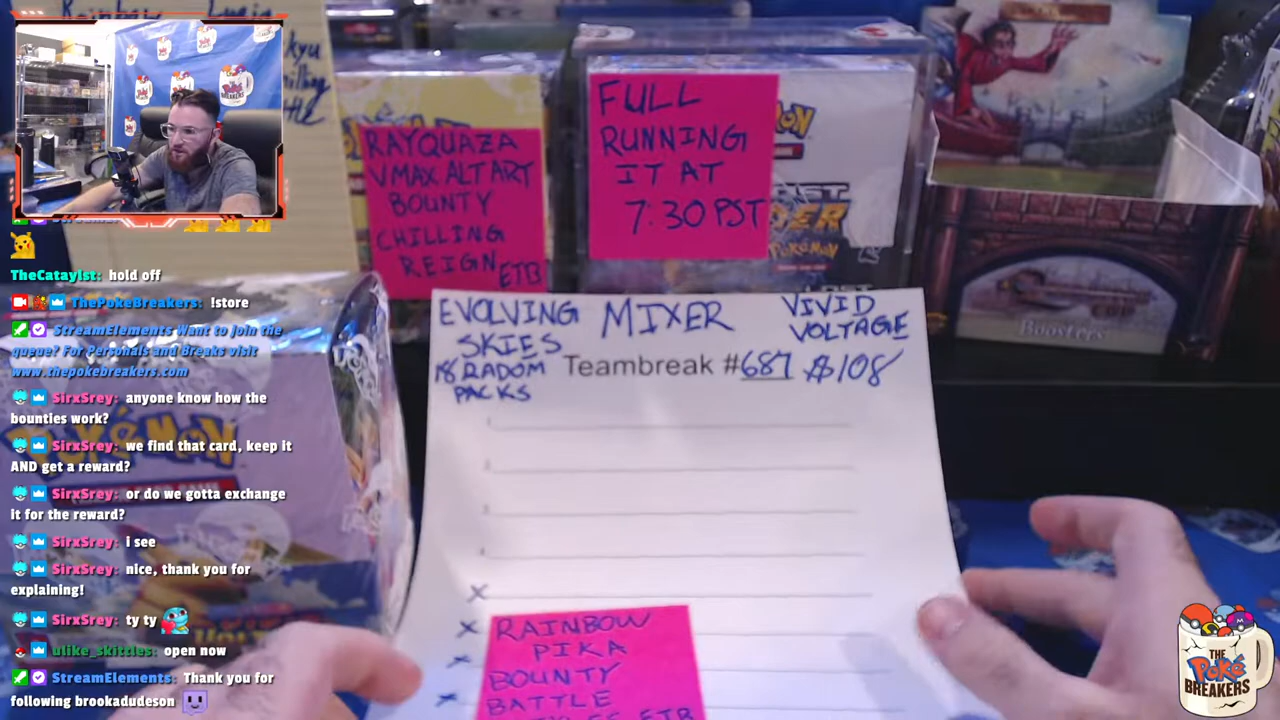 RAYQUAZA
VMAX ALT ART
BOUNTY
CHILLING
REIGN ETB
FULL
RUNNING
IT AT
7:30 PST
Boosters
EVOLVING
SKIES
18 RADOM
PACKS
MIXER
VIVID
VOLTAGE
Teambreak #687 $108
X
X
X
X
RAINBOW
PIKA
BOUNTY
BATTLE
POKÉMON
TheCatayist: hold off
ThePokeBreakers: !store
StreamElements Want to join the
queue? For Personals and Breaks visit
www.thepokebreakers.com
SirxSrey: anyone know how the
bounties work?
SirxSrey: we find that card, keep it
AND get a reward?
SirxSrey: or do we gotta exchange
it for the reward?
SirxSrey: i see
SirxSrey: nice, thank you for
explaining!
SirxSrey: ty ty
ulike_skittles: open now
StreamElements: Thank you for
following brookadudeson
THE
POKÉ
BREAKERS